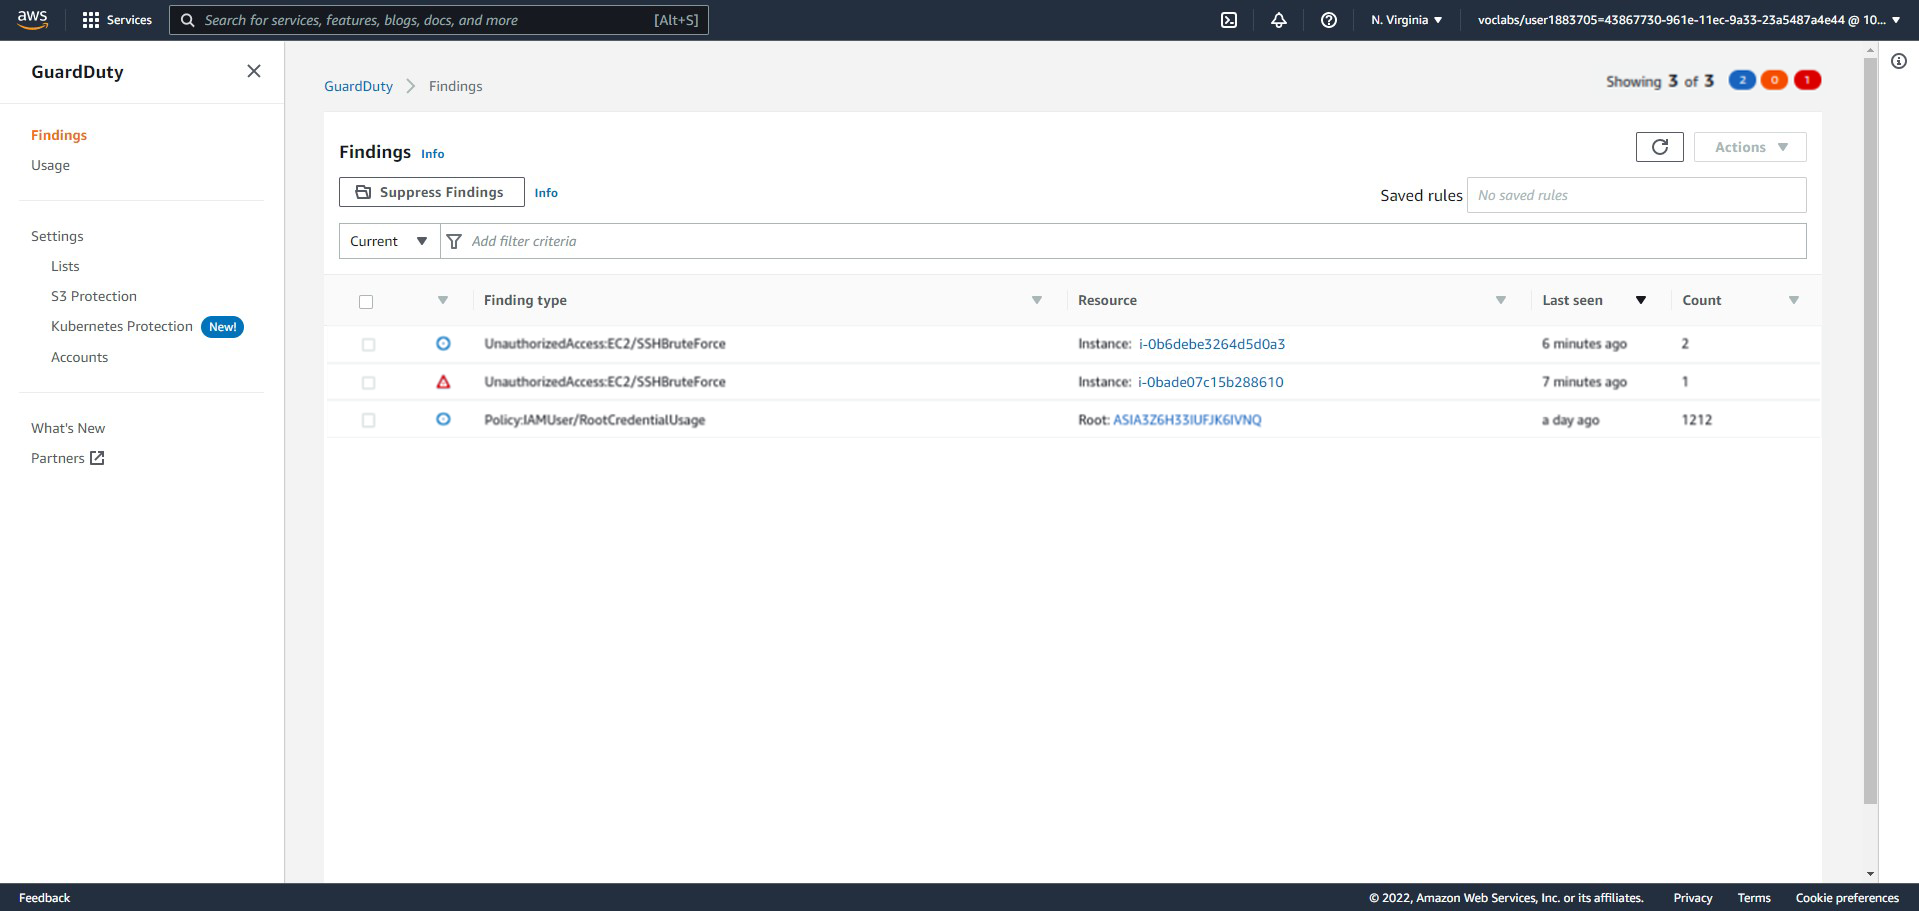 aws Services Search for services, features, blogs, docs, and more [Alt+S] N. Virginia voclabs/user1883705=43867730-961e-11ec-9a33-23a5487a4e44 @ 10...
GuardDuty
Findings
Usage
Settings
Lists
S3 Protection
Kubernetes Protection New!
Accounts
What's New
Partners
GuardDuty Findings
Showing 3 of 3 2 0 1
Findings Info
Actions
Suppress Findings Info
Saved rules No saved rules
Current Add filter criteria
Finding type Resource Last seen Count
UnauthorizedAccess:EC2/SSHBruteForce Instance: i-0b6debe3264d5d0a3 6 minutes ago 2
UnauthorizedAccess:EC2/SSHBruteForce Instance: i-0bade07c15b288610 7 minutes ago 1
Policy:IAMUser/RootCredentialUsage Root: ASIA3Z6H33IUFJK6IVNQ a day ago 1212
Feedback © 2022, Amazon Web Services, Inc. or its affiliates. Privacy Terms Cookie preferences